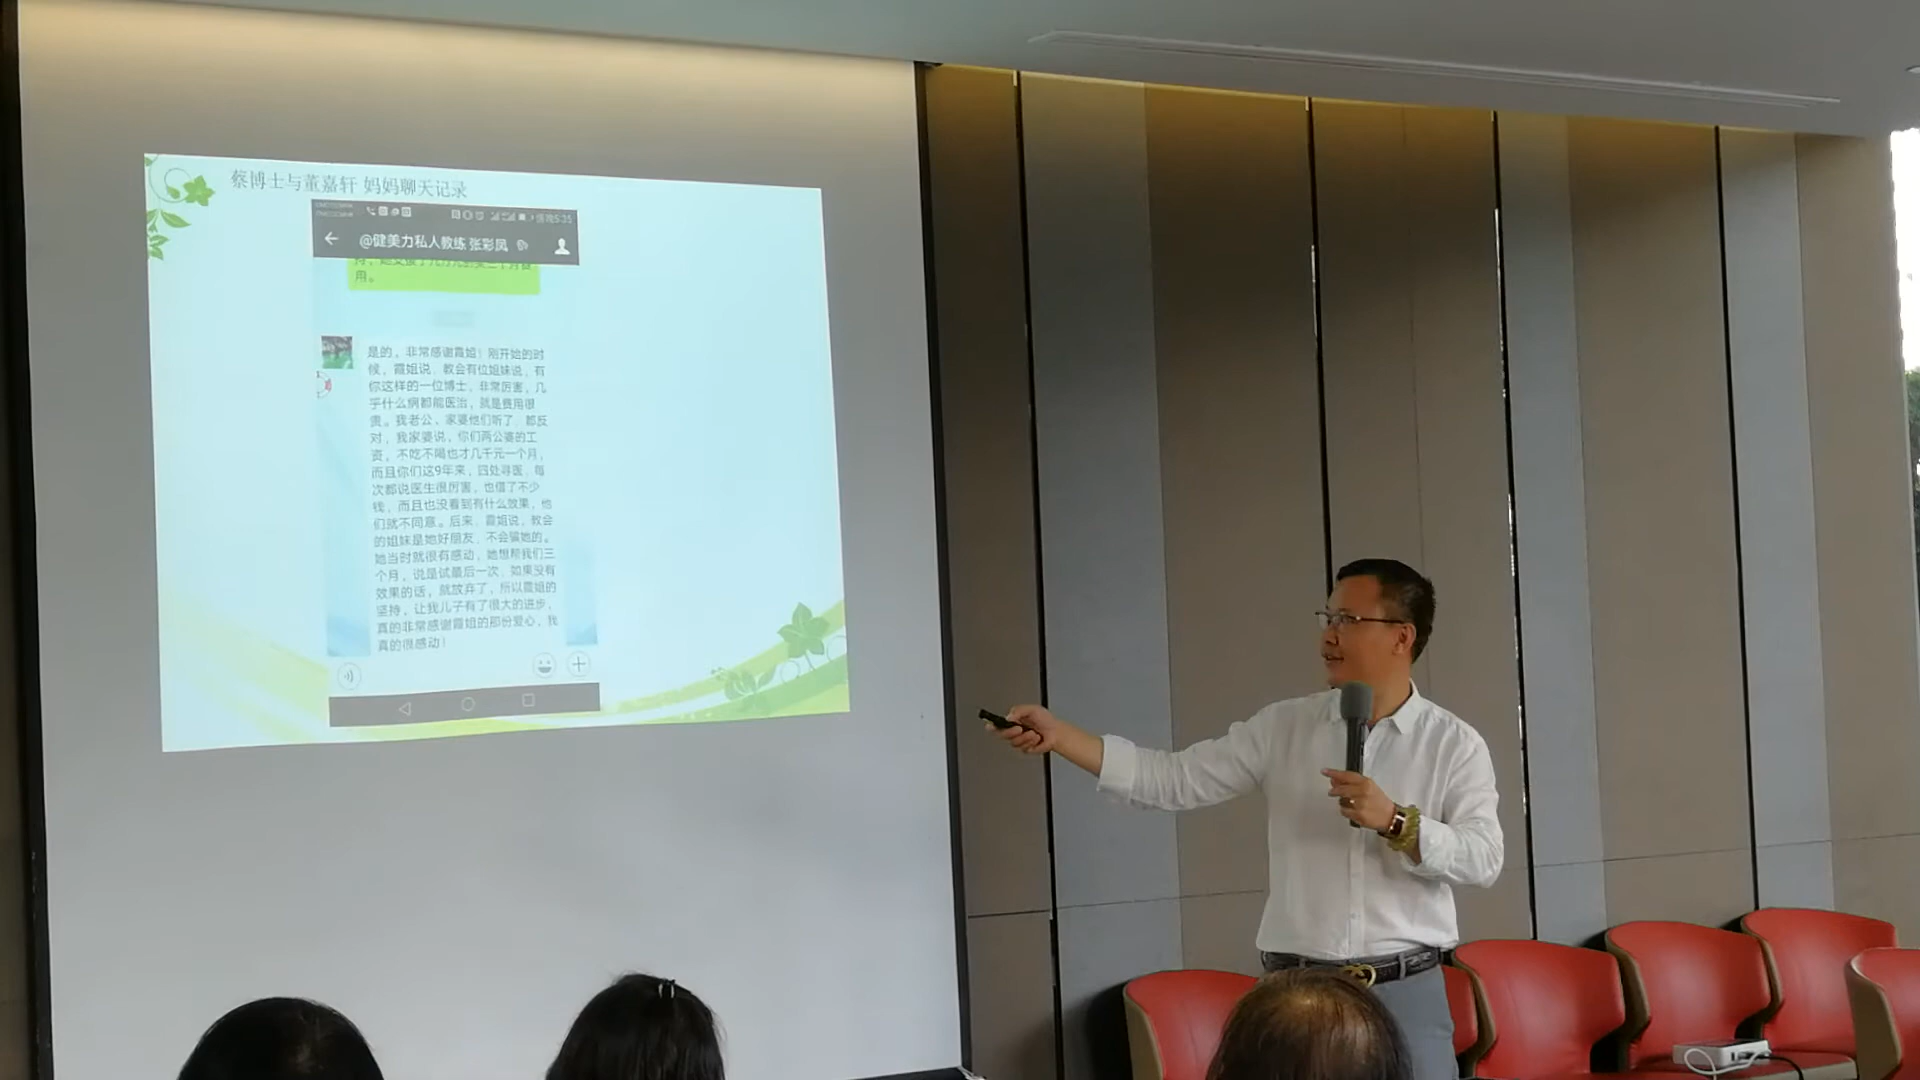 蔡博士与董嘉轩 妈妈聊天记录
5:35
@健美力私人教练 张彩凤
用。
是的，非常感谢霞姐！刚开始的时
候，霞姐说，教会有位姐妹说，有
你这样的一位博士，非常厉害，几
乎什么病都能医治，就是费用很
贵。我老公、家婆他们听了，都反
对，我家婆说，你们两公婆的工
资，不吃不喝也才几千元一个月，
而且你们这9年来，四处寻医，每
次都说医生很厉害，也借了不少
钱，而且也没看到有什么效果，他
们就不同意。后来，霞姐说，教会
的姐妹是她好朋友，不会骗她的。
她当时就很有感动，她想帮我们三
个月，说是试最后一次，如果没有
效果的话，就放弃了，所以霞姐的
坚持，让我儿子有了很大的进步，
真的非常感谢霞姐的那份爱心，我
真的很感动！